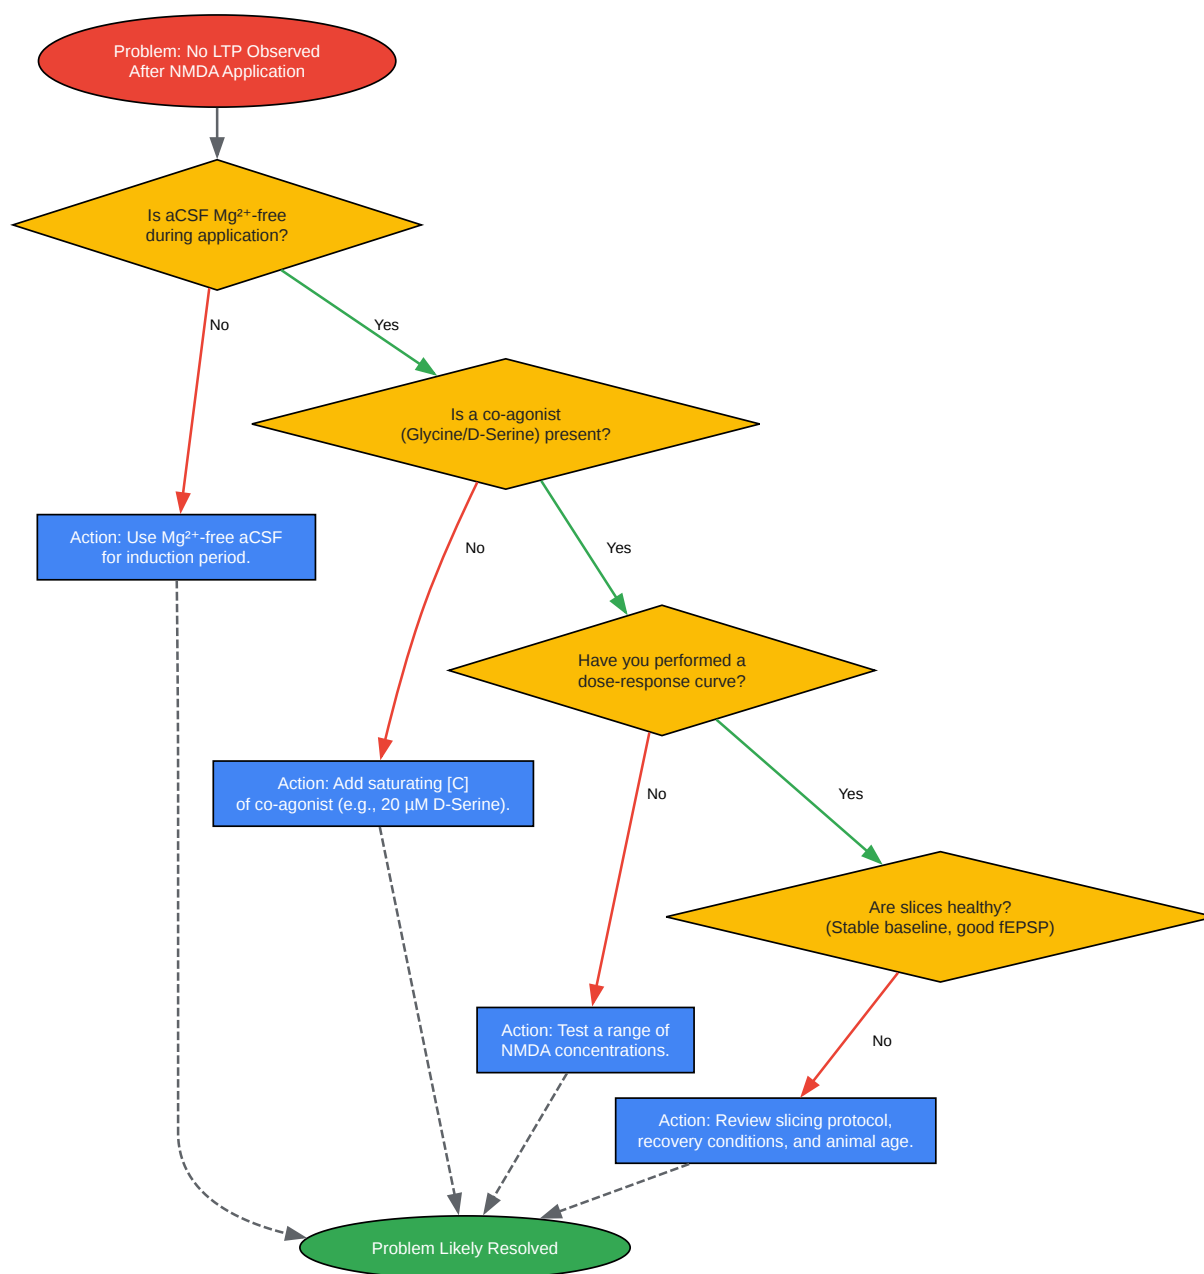 Problem: No LTP Observed
After NMDA Application
Is aCSF Mg²⁺-free
during application?
No
Yes
Is a co-agonist
(Glycine/D-Serine) present?
Action: Use Mg²⁺-free aCSF
for induction period.
No
Yes
Have you performed a
dose-response curve?
Action: Add saturating [C]
of co-agonist (e.g., 20 µM D-Serine).
No
Yes
Are slices healthy?
(Stable baseline, good fEPSP)
Action: Test a range of
NMDA concentrations.
No
Action: Review slicing protocol,
recovery conditions, and animal age.
Problem Likely Resolved